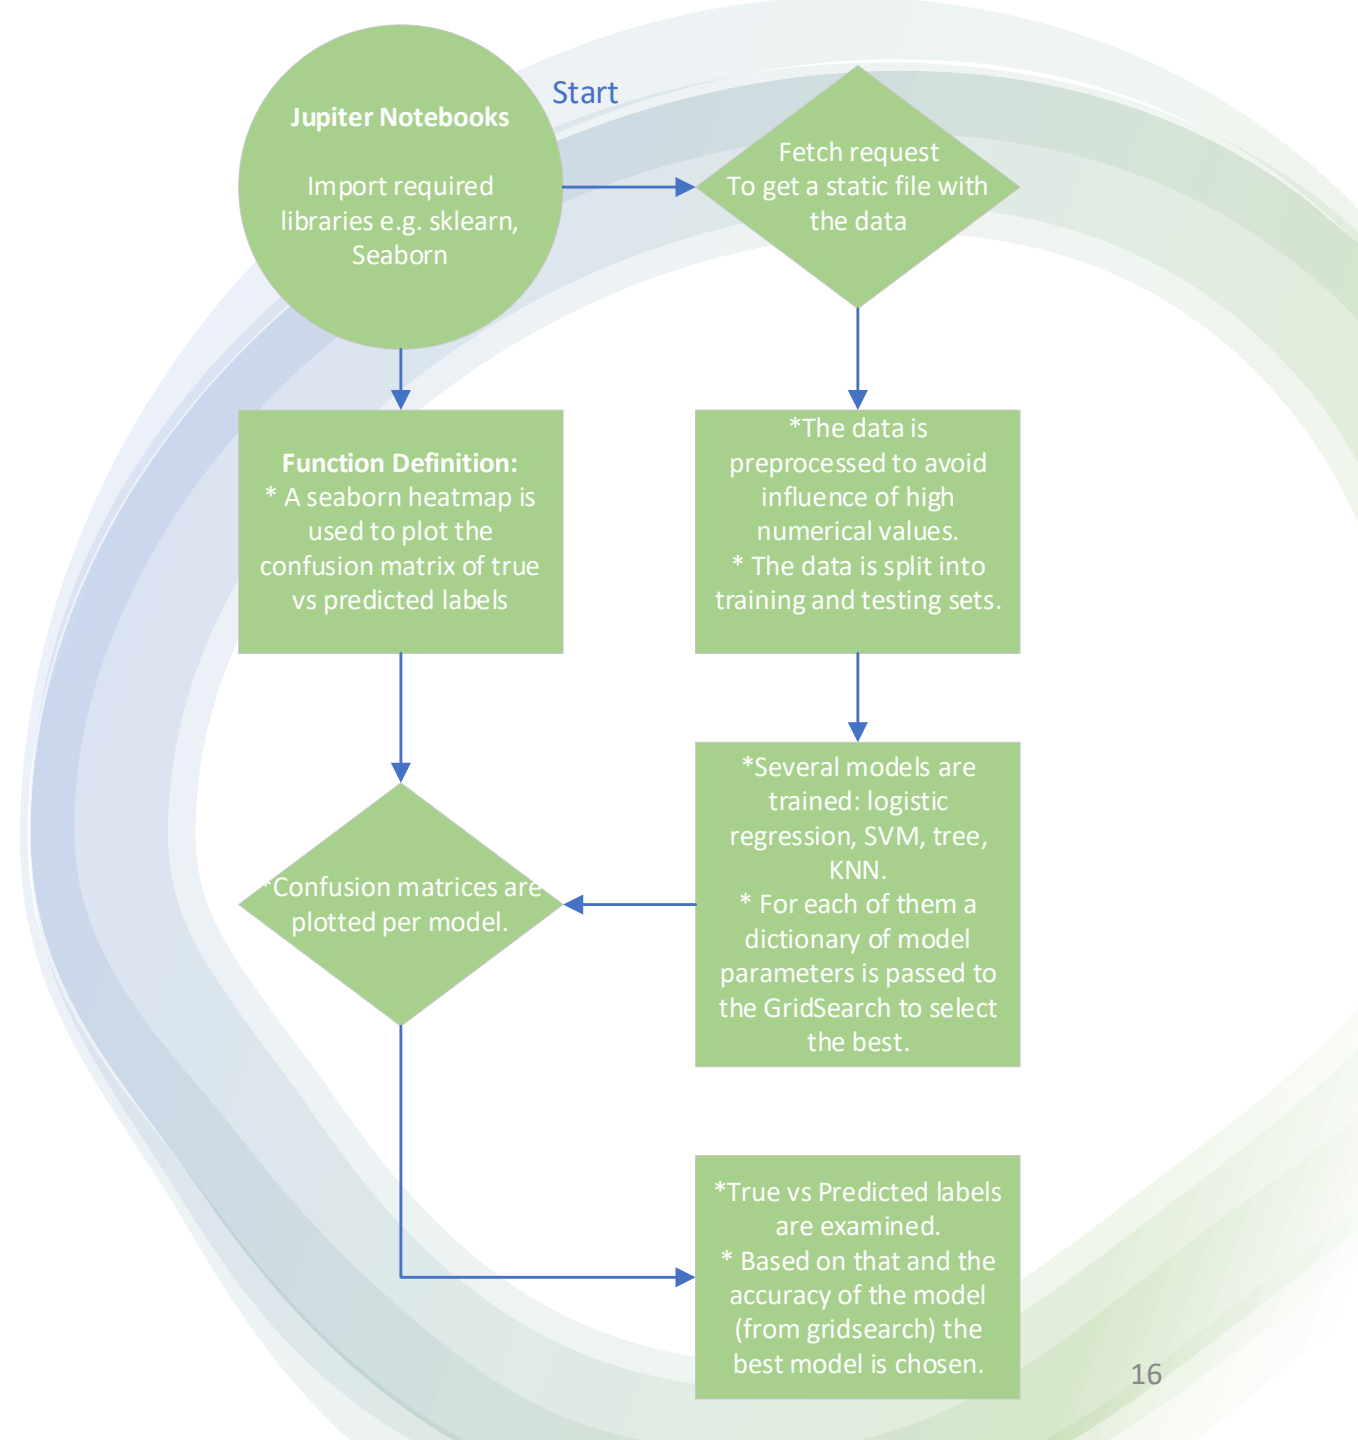 Jupiter Notebooks
Import required
libraries e.g. sklearn,
Seaborn
Start
Fetch request
To get a static file with
the data
Function Definition:
* A seaborn heatmap is
used to plot the
confusion matrix of true
vs predicted labels
*The data is
preprocessed to avoid
influence of high
numerical values.
* The data is split into
training and testing sets.
*Confusion matrices are
plotted per model.
*Several models are
trained: logistic
regression, SVM, tree,
KNN.
* For each of them a
dictionary of model
parameters is passed to
the GridSearch to select
the best.
*True vs Predicted labels
are examined.
* Based on that and the
accuracy of the model
(from gridsearch) the
best model is chosen.
16